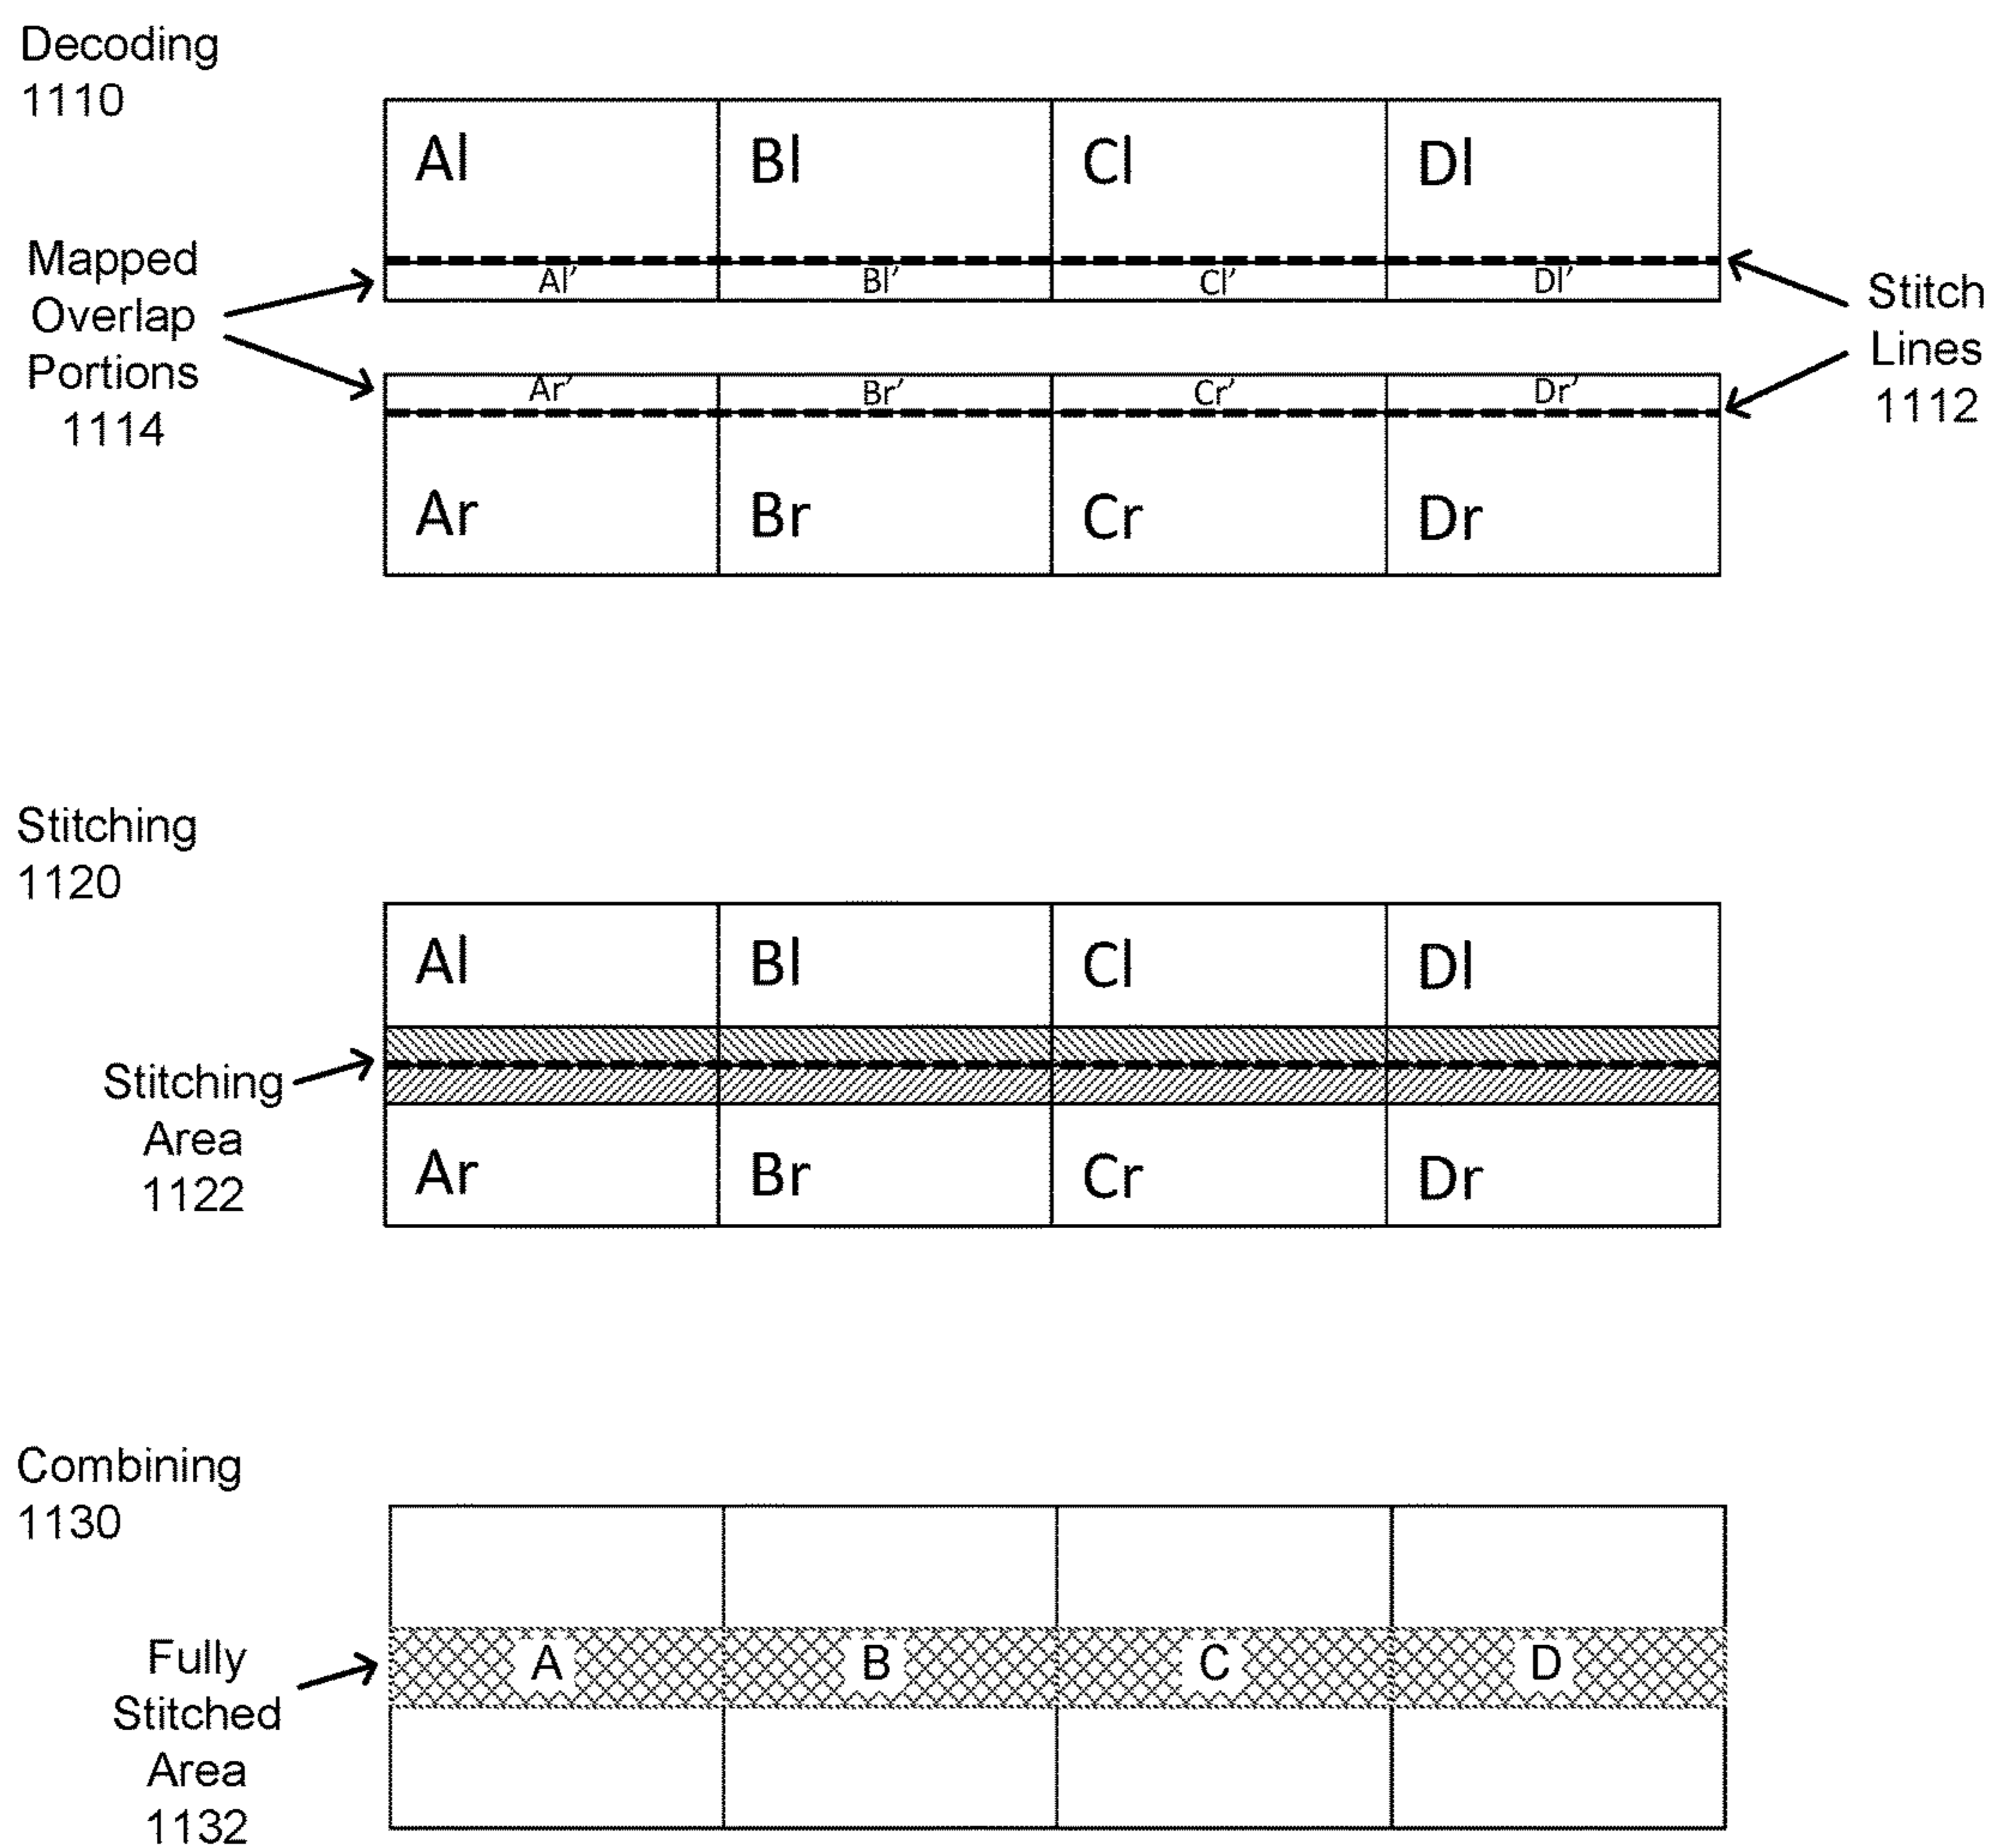 Decoding
1110
Al Bl Cl Dl
Mapped
Overlap
Portions
1114
Al’ Bl’ Cl’ Dl’
Stitch
Lines
1112
Ar’ Br’ Cr’ Dr’
Ar Br Cr Dr
Stitching
1120
Al Bl Cl Dl
Stitching
Area
1122
Ar Br Cr Dr
Combining
1130
A B C D
Fully
Stitched
Area
1132